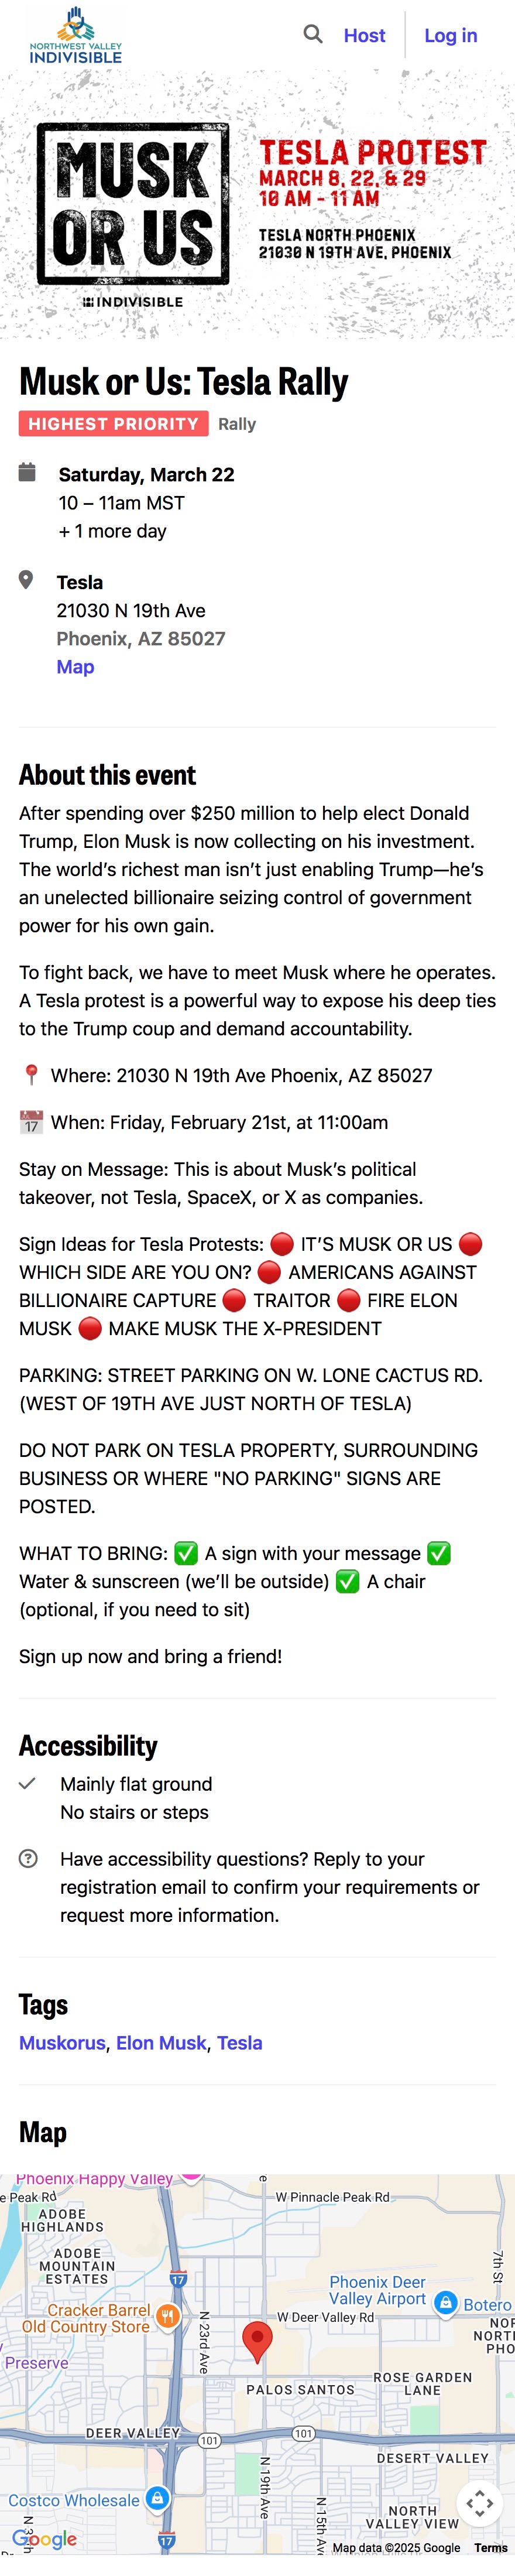 NORTHWEST VALLEY
INDIVISIBLE
Host
Log in
MUSK
OR US
INDIVISIBLE
TESLA PROTEST
MARCH 8, 22, & 29
10 AM - 11 AM
TESLA NORTH PHOENIX
21030 N 19TH AVE, PHOENIX
Musk or Us: Tesla Rally
HIGHEST PRIORITY Rally
Saturday, March 22
10 – 11am MST
+ 1 more day
Tesla
21030 N 19th Ave
Phoenix, AZ 85027
Map
About this event
After spending over $250 million to help elect Donald
Trump, Elon Musk is now collecting on his investment.
The world’s richest man isn’t just enabling Trump—he’s
an unelected billionaire seizing control of government
power for his own gain.
To fight back, we have to meet Musk where he operates.
A Tesla protest is a powerful way to expose his deep ties
to the Trump coup and demand accountability.
📍 Where: 21030 N 19th Ave Phoenix, AZ 85027
📅 When: Friday, February 21st, at 11:00am
Stay on Message: This is about Musk’s political
takeover, not Tesla, SpaceX, or X as companies.
Sign Ideas for Tesla Protests: 🔴 IT’S MUSK OR US 🔴
WHICH SIDE ARE YOU ON? 🔴 AMERICANS AGAINST
BILLIONAIRE CAPTURE 🔴 TRAITOR 🔴 FIRE ELON
MUSK 🔴 MAKE MUSK THE X-PRESIDENT
PARKING: STREET PARKING ON W. LONE CACTUS RD.
(WEST OF 19TH AVE JUST NORTH OF TESLA)
DO NOT PARK ON TESLA PROPERTY, SURROUNDING
BUSINESS OR WHERE "NO PARKING" SIGNS ARE
POSTED.
WHAT TO BRING: ✅ A sign with your message ✅
Water & sunscreen (we’ll be outside) ✅ A chair
(optional, if you need to sit)
Sign up now and bring a friend!
Accessibility
Mainly flat ground
No stairs or steps
Have accessibility questions? Reply to your
registration email to confirm your requirements or
request more information.
Tags
Muskorus, Elon Musk, Tesla
Map
Phoenix Happy Valley
e Peak Rd
W Pinnacle Peak Rd
ADOBE
HIGHLANDS
ADOBE
MOUNTAIN
ESTATES
7th St
17
Phoenix Deer
Valley Airport
Botero
Cracker Barrel
Old Country Store
N 23rd Ave
W Deer Valley Rd
NOR
NORT
PHO
Preserve
ROSE GARDEN
LANE
PALOS SANTOS
DEER VALLEY
101
101
DESERT VALLEY
N 19th Ave
Costco Wholesale
N 15th Av
NORTH
VALLEY VIEW
Google
17
Map data ©2025 Google
Terms